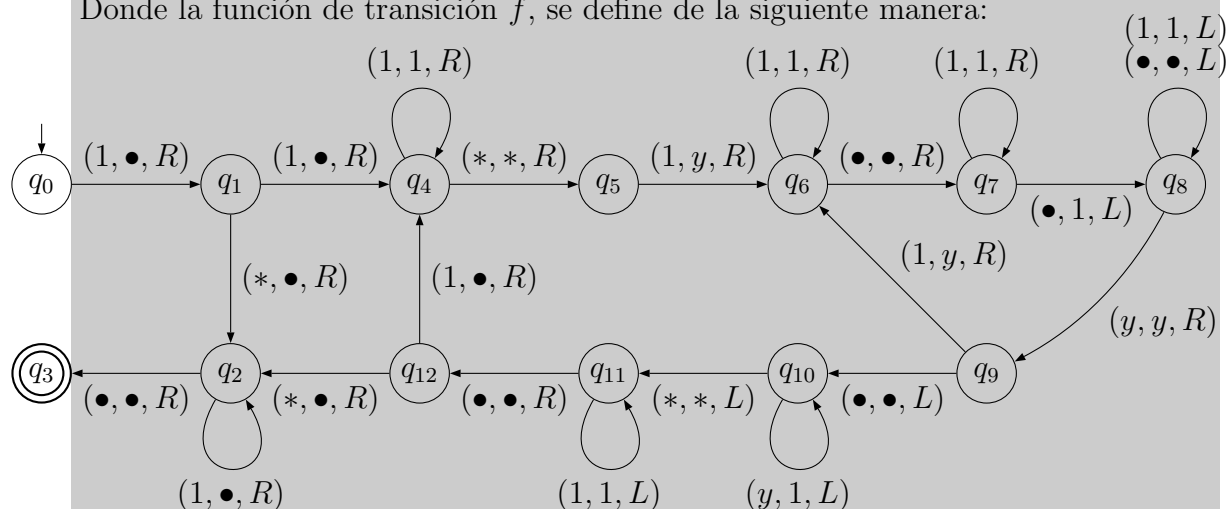 Donde la función de transición f, se define de la siguiente manera:
(1, 1, L)
(1, 1, R) (1, 1, R) (1, 1, R) (•, •, L)
(1, •, R) (1, •, R) (∗, ∗, R) (1, y, R) (•, •, R)
q0 q1 q4 q5 q6 q7 q8
(•, 1, L)
(1, y, R)
(∗, •, R) (1, •, R)
(y, y, R)
q3 q2 q12 q11 q10 q9
(•, •, R) (∗, •, R) (•, •, R) (∗, ∗, L) (•, •, L)
(1, •, R) (1, 1, L) (y, 1, L)